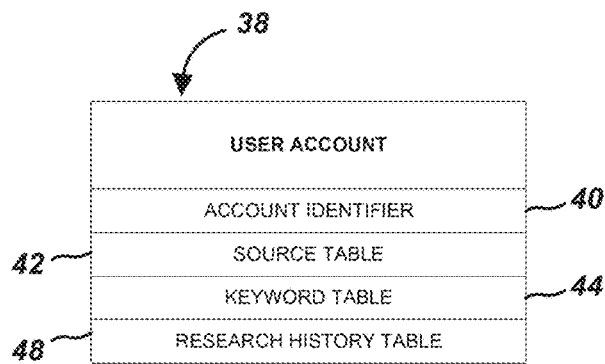 38
USER ACCOUNT
ACCOUNT IDENTIFIER 40
42 SOURCE TABLE
KEYWORD TABLE 44
48 RESEARCH HISTORY TABLE